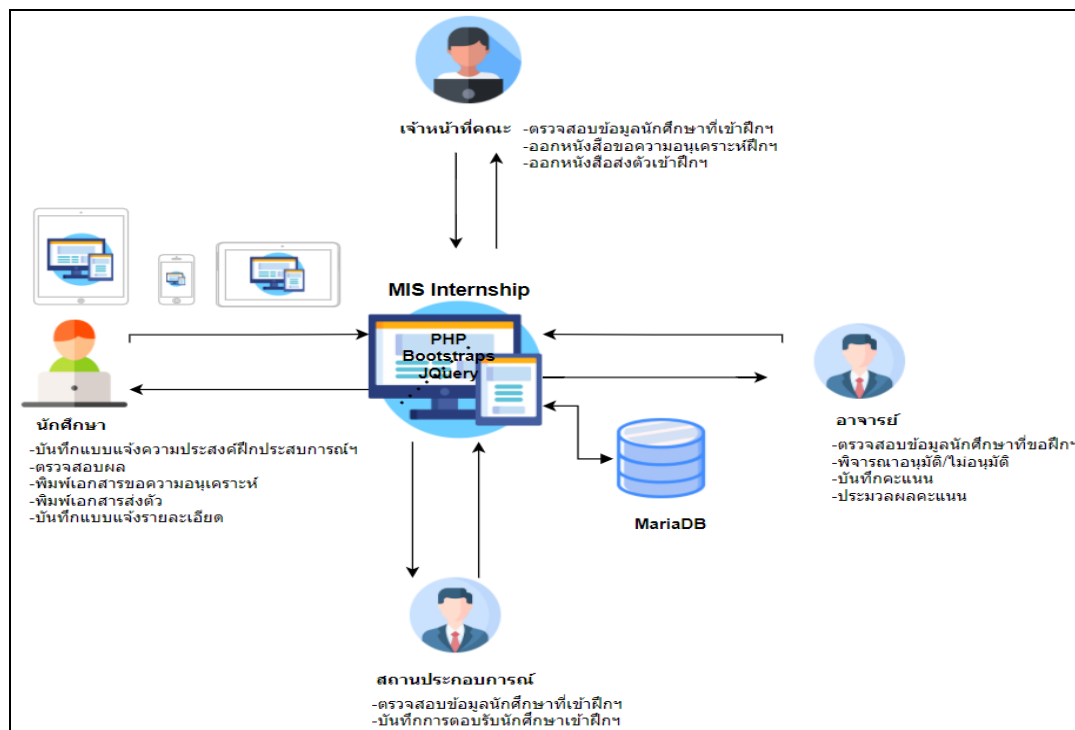 เจ้าหน้าที่คณะ
-ตรวจสอบข้อมูลนักศึกษาที่เข้าฝึกฯ
-ออกหนังสือขอความอนุเคราะห์ฝึกฯ
-ออกหนังสือส่งตัวเข้าฝึกฯ
MIS Internship
PHP
Bootstraps
JQuery
นักศึกษา
-บันทึกแบบแจ้งความประสงค์ฝึกประสบการณ์ฯ
-ตรวจสอบผล
-พิมพ์เอกสารขอความอนุเคราะห์
-พิมพ์เอกสารส่งตัว
-บันทึกแบบแจ้งรายละเอียด
อาจารย์
-ตรวจสอบข้อมูลนักศึกษาที่ขอฝึกฯ
-พิจารณาอนุมัติ/ไม่อนุมัติ
-บันทึกคะแนน
-ประมวลผลคะแนน
MariaDB
สถานประกอบการณ์
-ตรวจสอบข้อมูลนักศึกษาที่เข้าฝึกฯ
-บันทึกการตอบรับนักศึกษาเข้าฝึกฯ